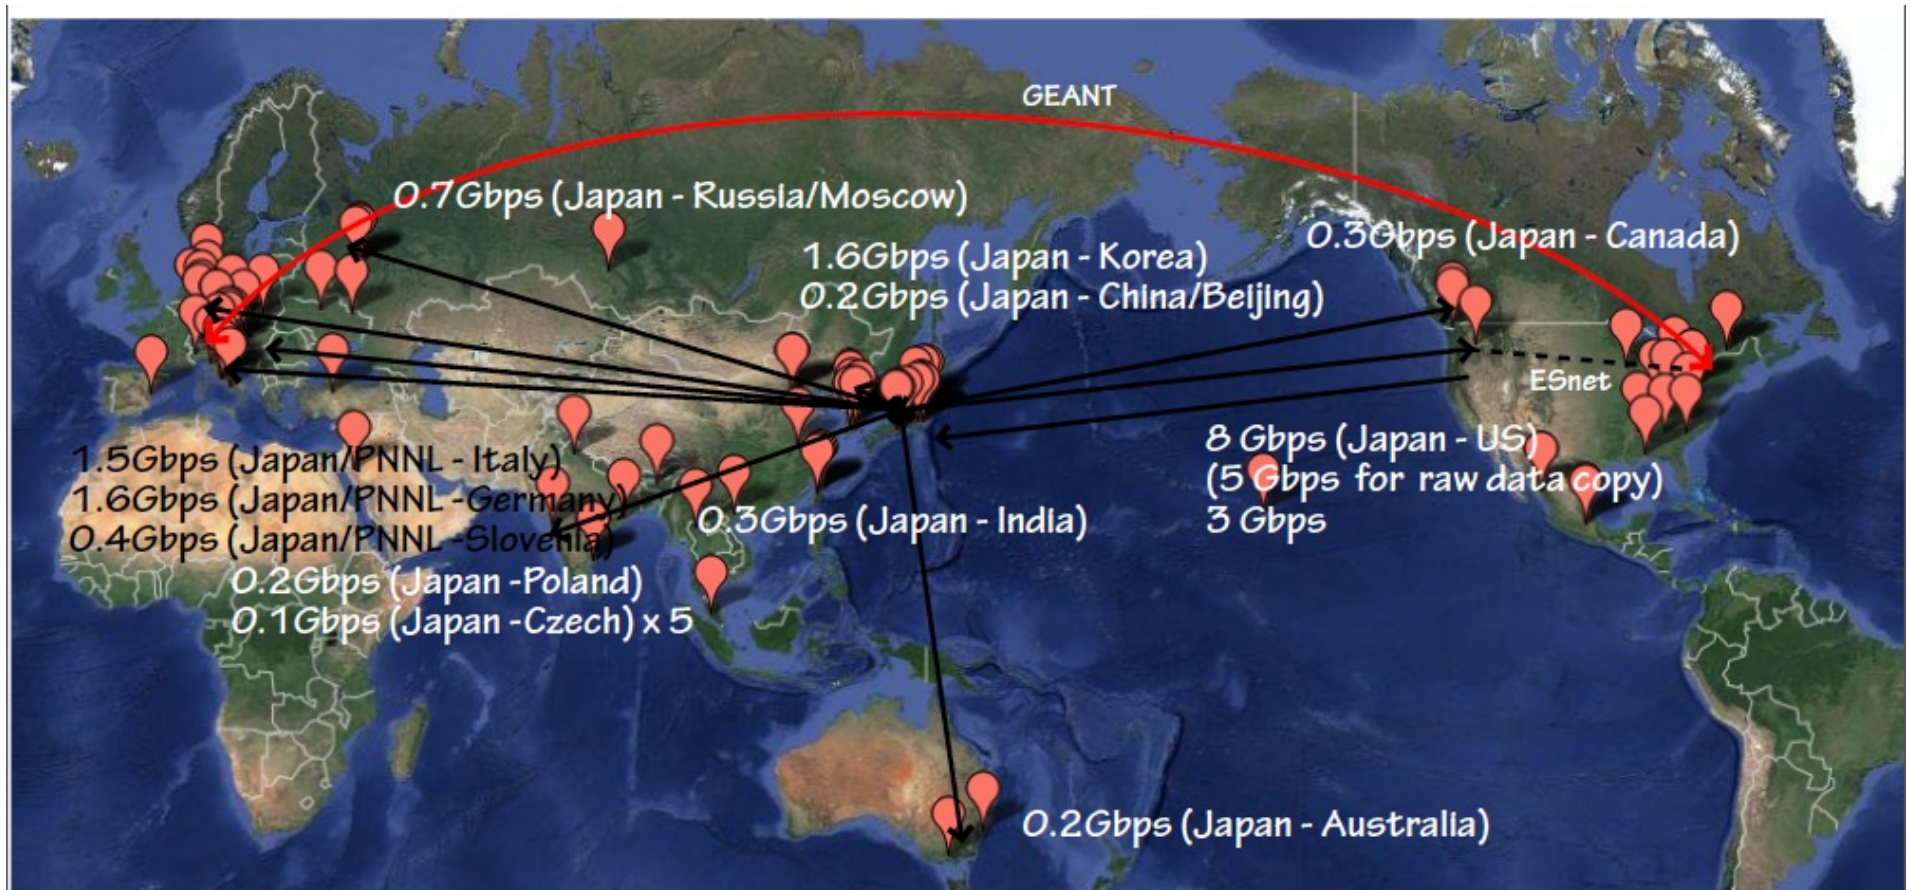 GEANT
0.7Gbps (Japan - Russia/Moscow)
0.3Gbps (Japan - Canada)
1.6Gbps (Japan - Korea)
0.2Gbps (Japan - China/Beijing)
ESnet
8 Gbps (Japan - US)
(5 Gbps for raw data copy)
3 Gbps
1.5Gbps (Japan/PNNL - Italy)
1.6Gbps (Japan/PNNL -Germany)
0.4Gbps (Japan/PNNL -Slovenia)
0.3Gbps (Japan - India)
0.2Gbps (Japan -Poland)
0.1Gbps (Japan -Czech) x 5
0.2Gbps (Japan - Australia)